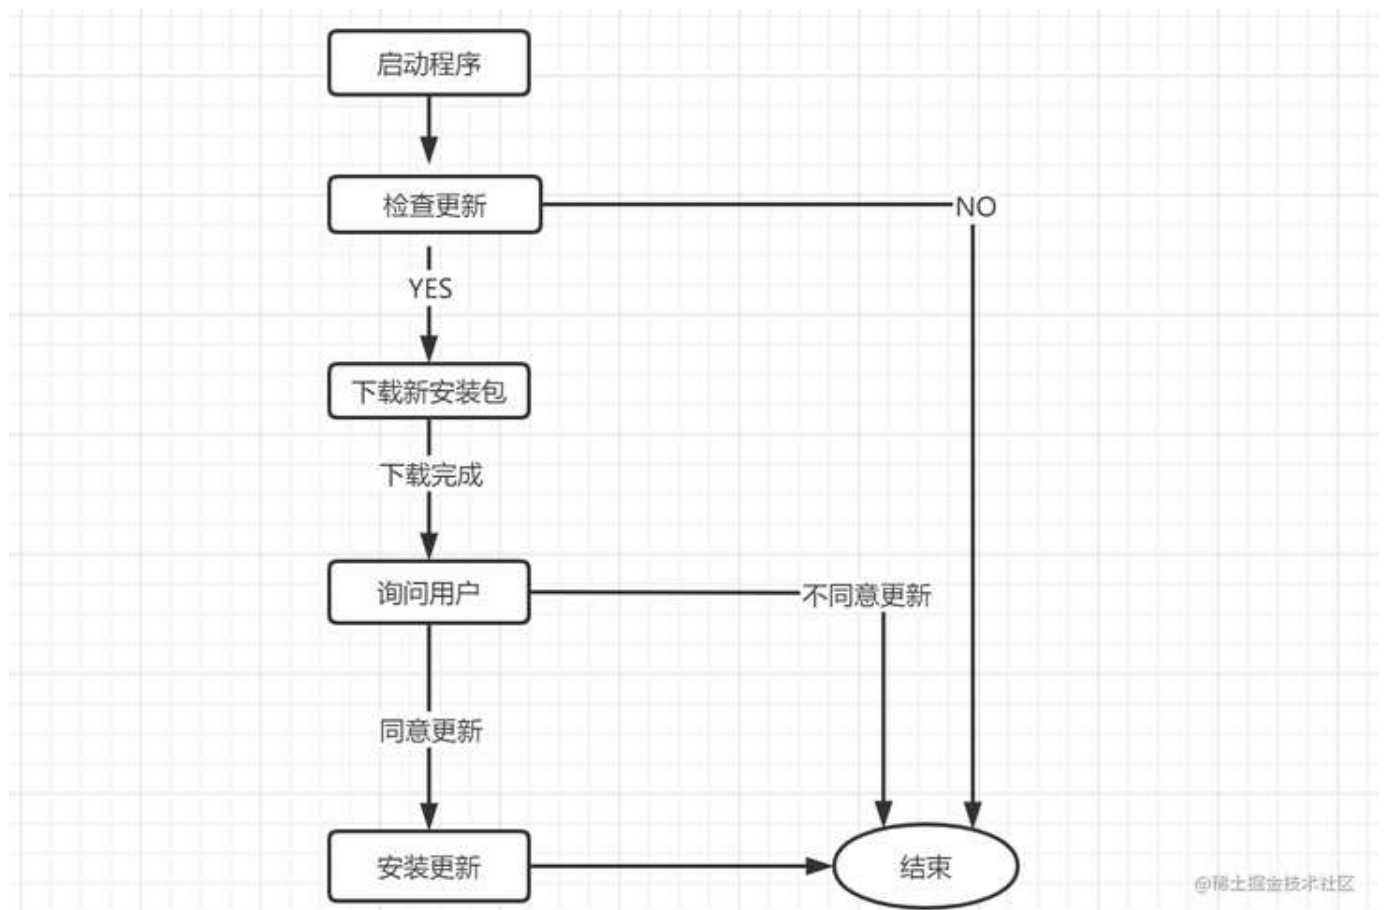 启动程序
检查更新
NO
YES
下载新安装包
下载完成
询问用户
不同意更新
同意更新
安装更新
结束
@稀土掘金技术社区